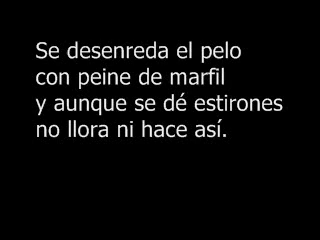 Se desenreda el pelo
con peine de marfil
y aunque se dé estirones
no llora ni hace así.